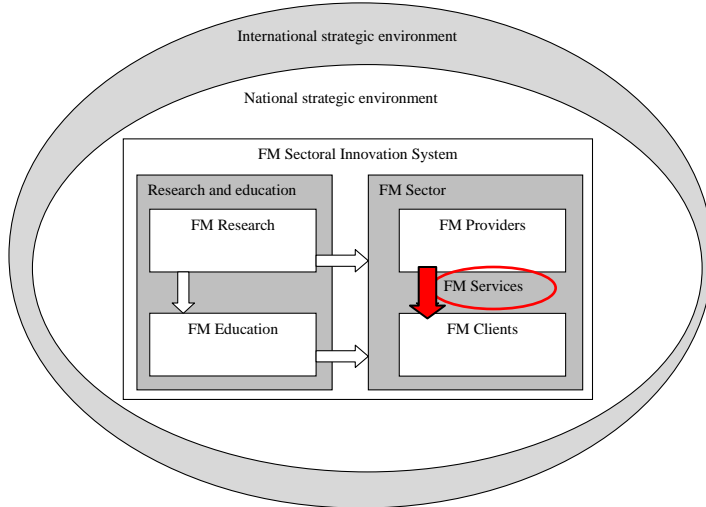 International strategic environment
National strategic environment
FM Sectoral Innovation System
Research and education
FM Research
FM Education
FM Sector
FM Providers
FM Services
FM Clients